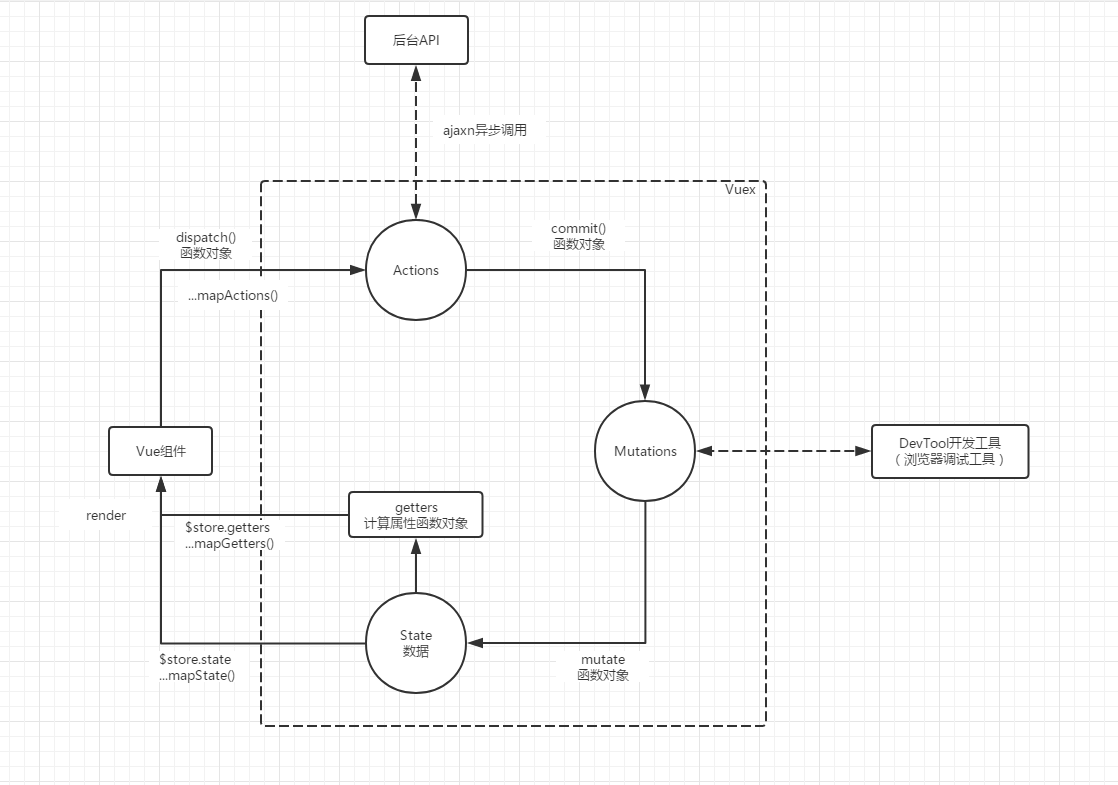 后台API
ajaxn异步调用
Vuex
dispatch()
函数对象
commit()
函数对象
Actions
...mapActions()
Vue组件
Mutations
DevTool开发工具
（浏览器调试工具）
render
getters
计算属性函数对象
$store.getters
...mapGetters()
State
数据
$store.state
...mapState()
mutate
函数对象